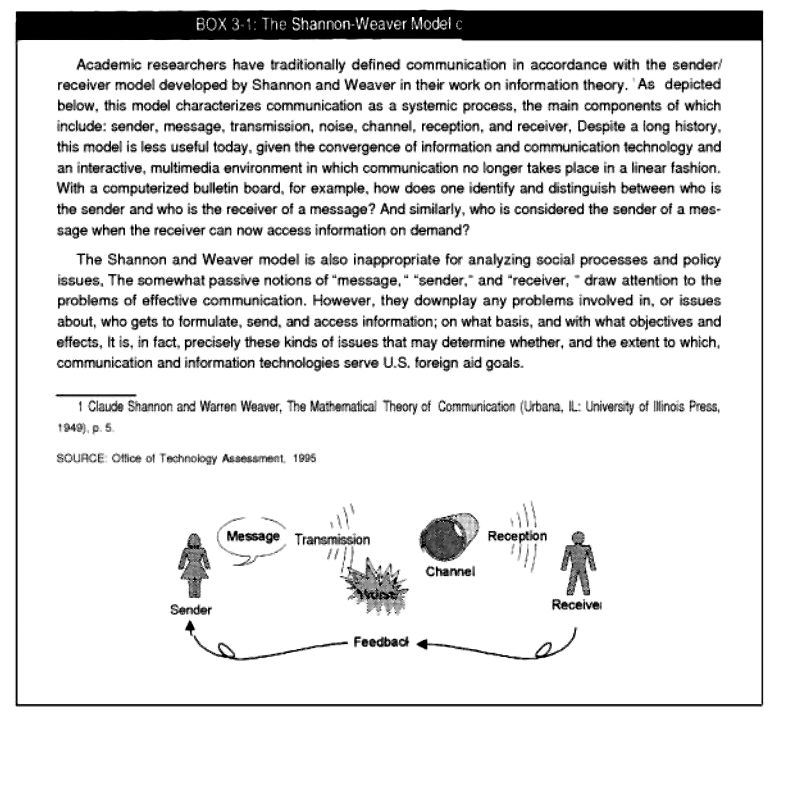 BOX 3-1: The Shannon-Weaver Model
Academic researchers have traditionally defined communication in accordance with the sender/
receiver model developed by Shannon and Weaver in their work on information theory. As depicted
below, this model characterizes communication as a systemic process, the main components of which
include: sender, message, transmission, noise, channel, reception, and receiver, Despite a long history,
this model is less useful today, given the convergence of information and communication technology and
an interactive, multimedia environment in which communication no longer takes place in a linear fashion.
With a computerized bulletin board, for example, how does one identify and distinguish between who is
the sender and who is the receiver of a message? And similarly, who is considered the sender of a mes-
sage when the receiver can now access information on demand?
The Shannon and Weaver model is also inappropriate for analyzing social processes and policy
issues, The somewhat passive notions of "message," "sender," and "receiver, " draw attention to the
problems of effective communication. However, they downplay any problems involved in, or issues
about, who gets to formulate, send, and access information; on what basis, and with what objectives and
effects, It is, in fact, precisely these kinds of issues that may determine whether, and the extent to which,
communication and information technologies serve U.S. foreign aid goals.
1 Claude Shannon and Warren Weaver, The Mathematical Theory of Communication (Urbana, IL: University of Illinois Press,
1949), p. 5.
SOURCE: Office of Technology Assessment, 1995
Message
Transmission
Reception
Channel
Noise
Sender
Receiver
Feedback